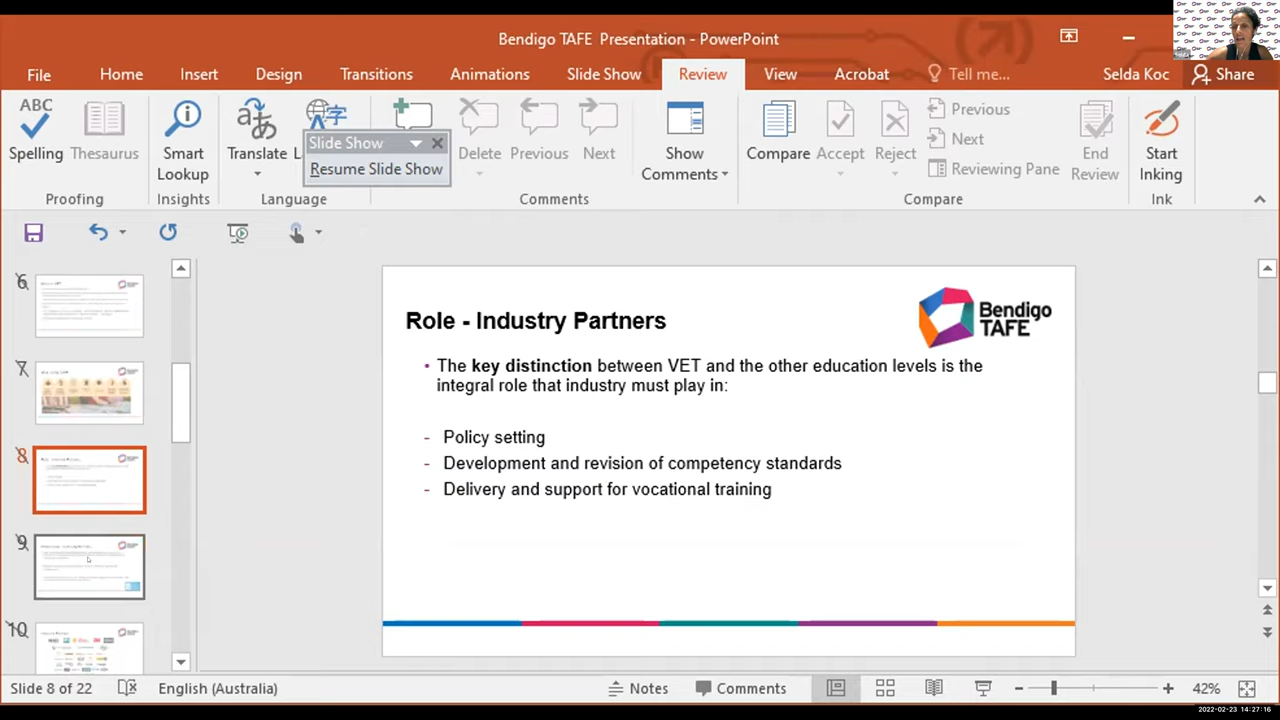 Bendigo TAFE Presentation - PowerPoint
File Home Insert Design Transitions Animations Slide Show Review View Acrobat Tell me... Selda Koc Share
ABC
Spelling
Thesaurus
Proofing
Smart
Lookup
Insights
Translate
Language
Slide Show
Resume Slide Show
Delete
Previous
Next
Show
Comments
Comments
Compare
Accept
Reject
Previous
Next
Reviewing Pane
Compare
End
Review
Start
Inking
Ink
6
7
8
9
10
Role - Industry Partners
Bendigo
TAFE
• The key distinction between VET and the other education levels is the
integral role that industry must play in:
- Policy setting
- Development and revision of competency standards
- Delivery and support for vocational training
Slide 8 of 22 English (Australia) Notes Comments 42%
2022-02-23 14:27:16